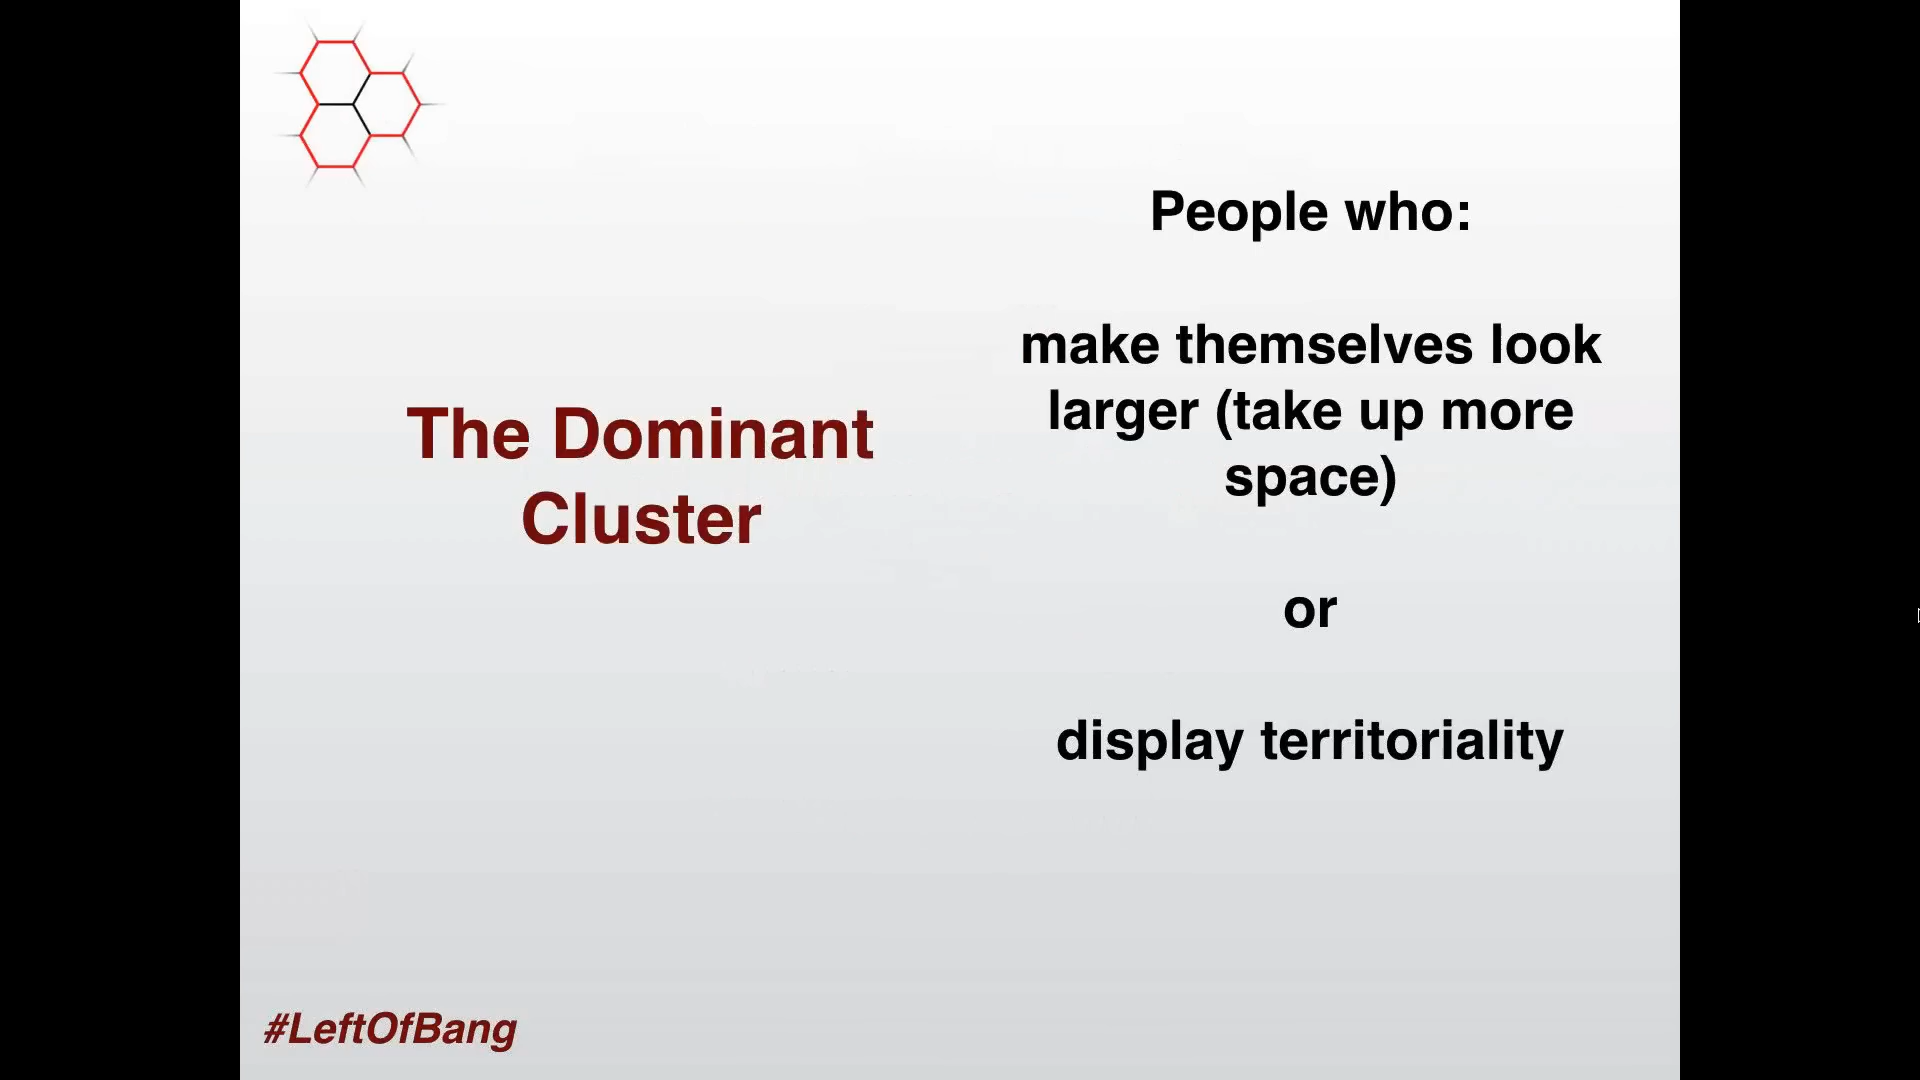 The Dominant
Cluster
People who:
make themselves look
larger (take up more
space)
or
display territoriality
#LeftOfBang